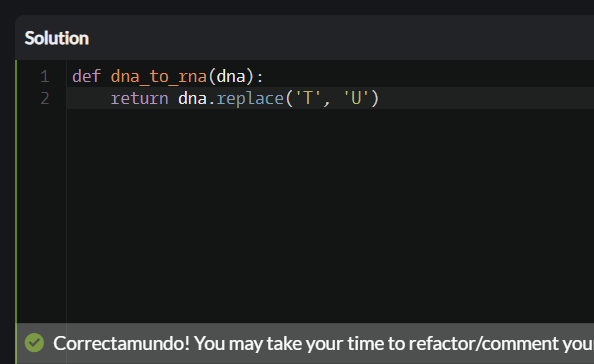 Solution
1 def dna_to_rna(dna):
2     return dna.replace('T', 'U')
Correctamundo! You may take your time to refactor/comment you